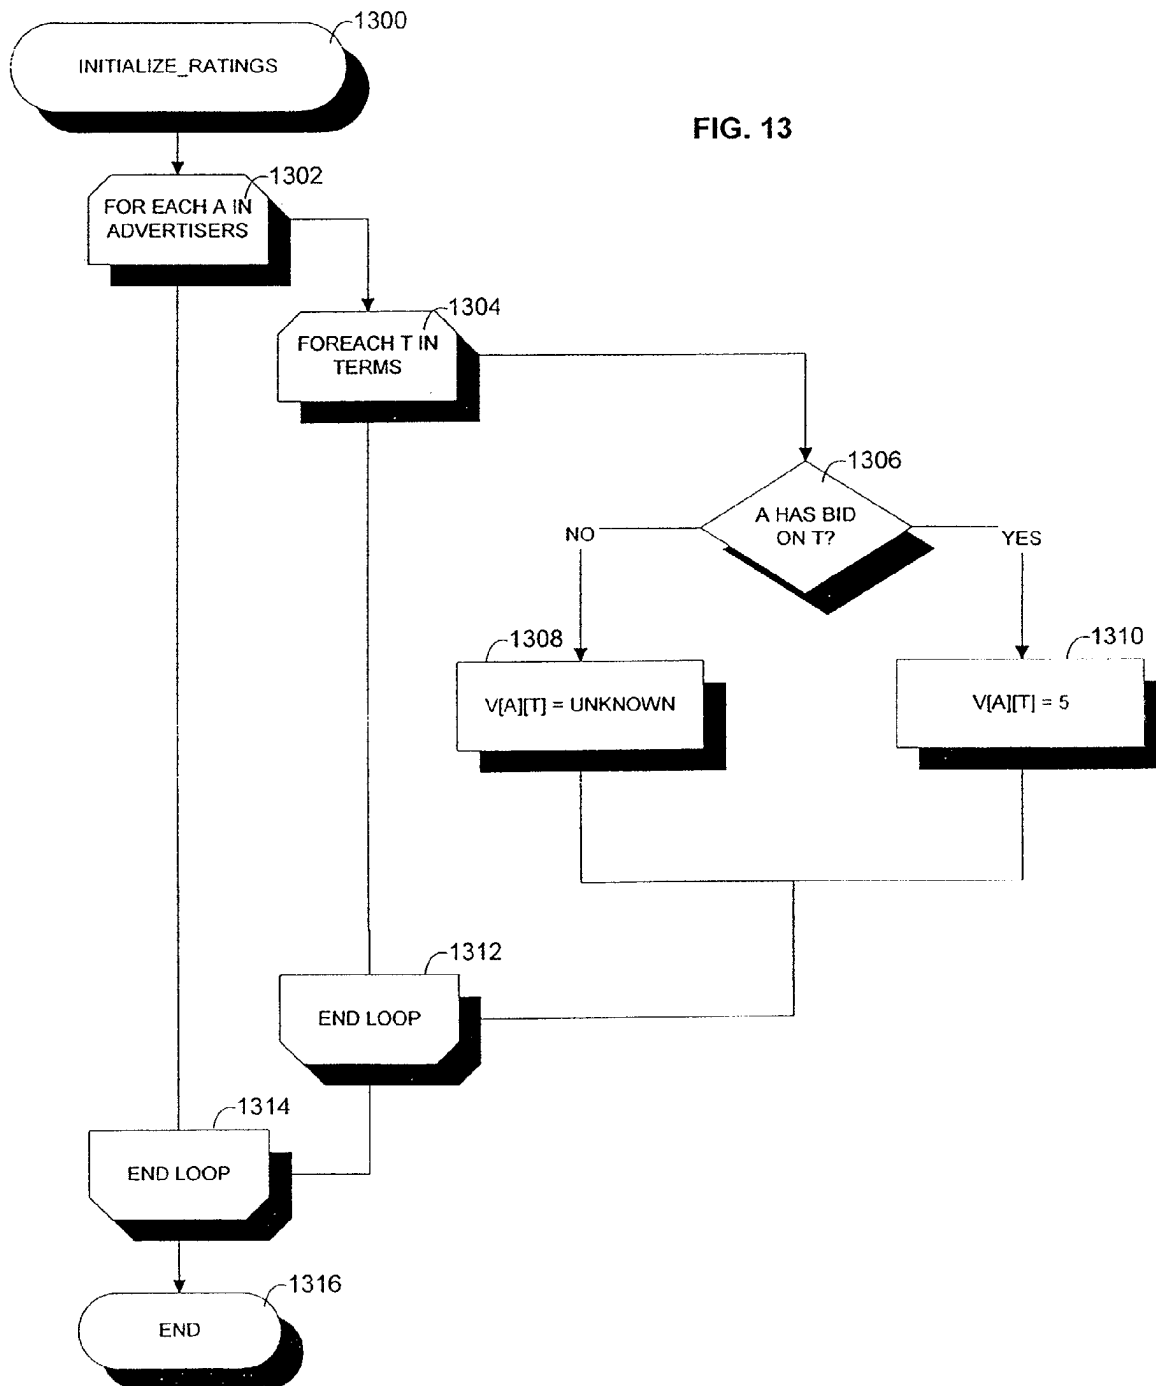 1300
INITIALIZE_RATINGS
FIG. 13
1302
FOR EACH A IN
ADVERTISERS
1304
FOREACH T IN
TERMS
1306
A HAS BID
ON T?
NO
YES
1308
V[A][T] = UNKNOWN
1310
V[A][T] = 5
1312
END LOOP
1314
END LOOP
1316
END